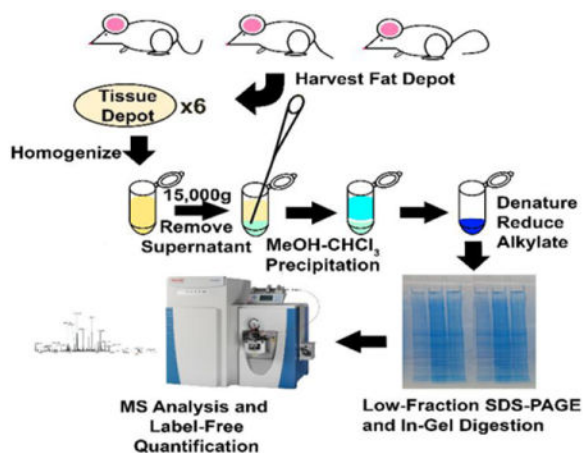 Harvest Fat Depot
Tissue
Depot
x6
Homogenize
15,000g
Remove
Supernatant
MeOH-CHCl₃
Precipitation
Denature
Reduce
Alkylate
Low-Fraction SDS-PAGE
and In-Gel Digestion
MS Analysis and
Label-Free
Quantification